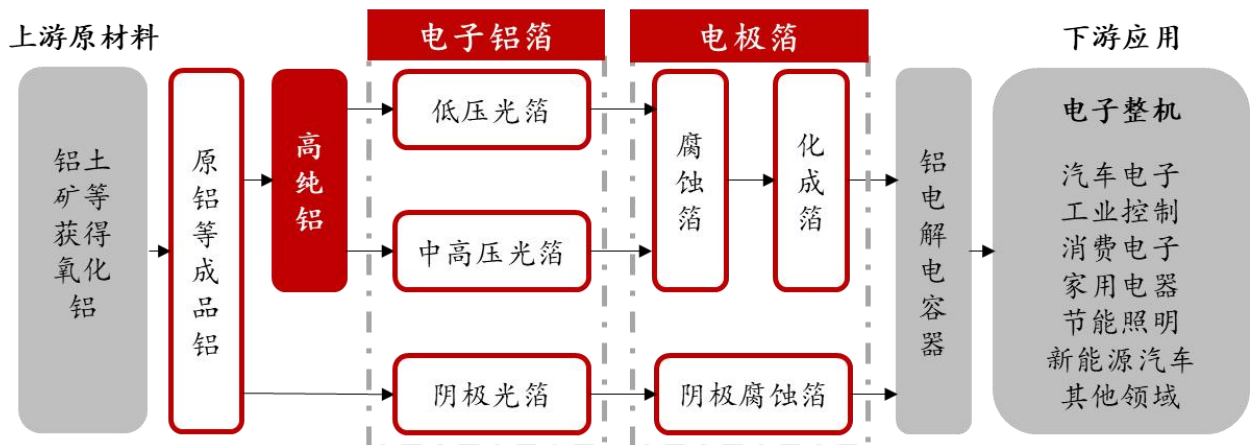 上游原材料
铝土
矿等
获得
氧化
铝
原铝等成品铝
高纯铝
电子铝箔
低压光箔
中高压光箔
阴极光箔
电极箔
腐蚀箔
化成箔
阴极腐蚀箔
铝电解电容器
下游应用
电子整机
汽车电子
工业控制
消费电子
家用电器
节能照明
新能源汽车
其他领域